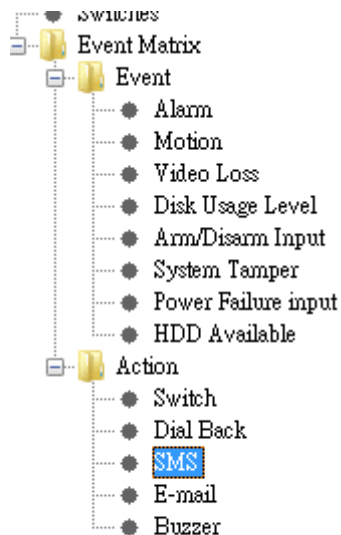 Switches
Event Matrix
Event
Alarm
Motion
Video Loss
Disk Usage Level
Arm/Disarm Input
System Tamper
Power Failure input
HDD Available
Action
Switch
Dial Back
SMS
E-mail
Buzzer